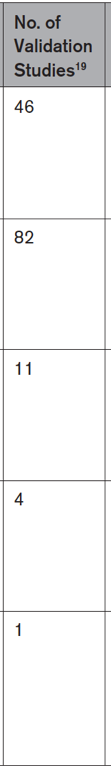 No. of
Validation
Studies¹⁹
46
82
11
4
1